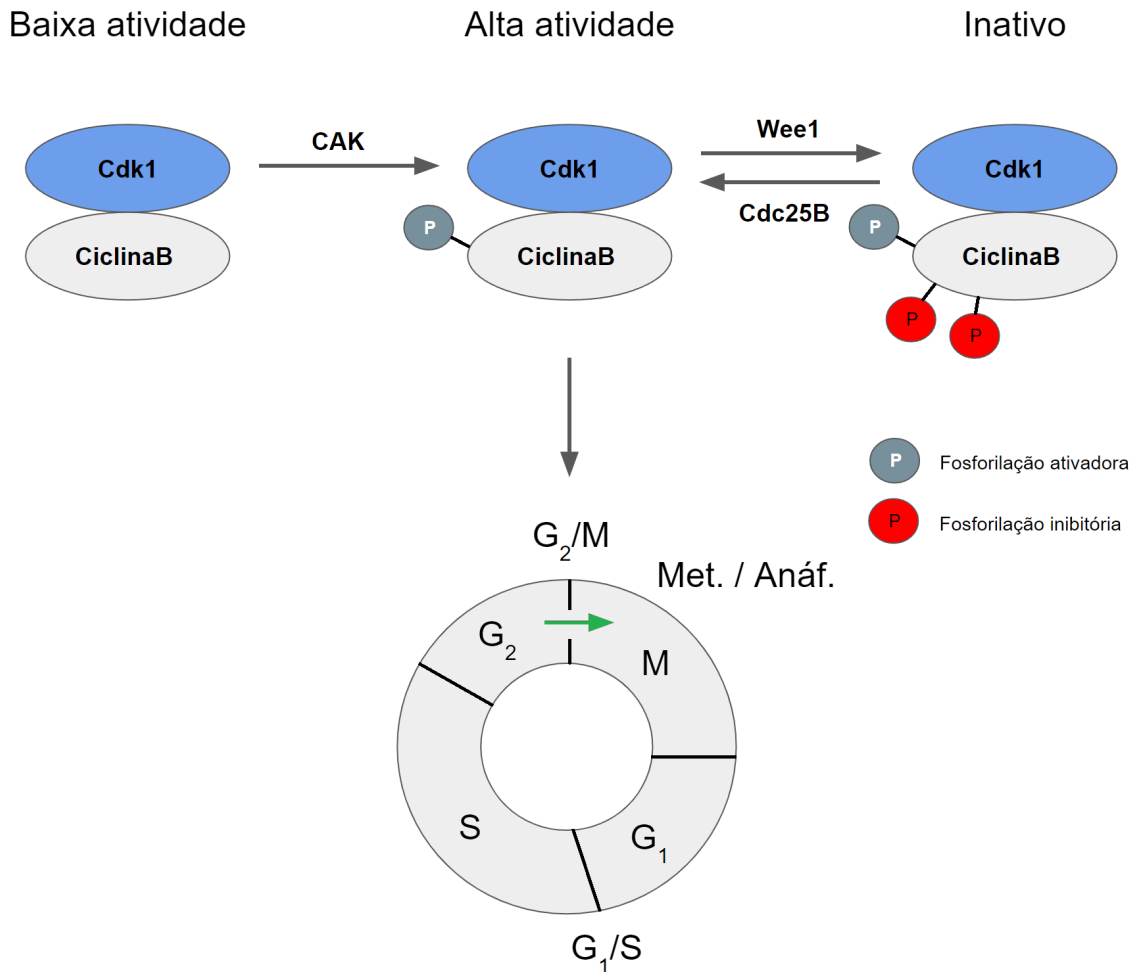 Baixa atividade
Alta atividade
Inativo
Cdk1
CiclinaB
CAK
Cdk1
P
CiclinaB
Wee1
Cdc25B
Cdk1
P
CiclinaB
P
P
P Fosforilação ativadora
P Fosforilação inibitória
G₂/M
Met. / Anáf.
G₂
M
S
G₁
G₁/S